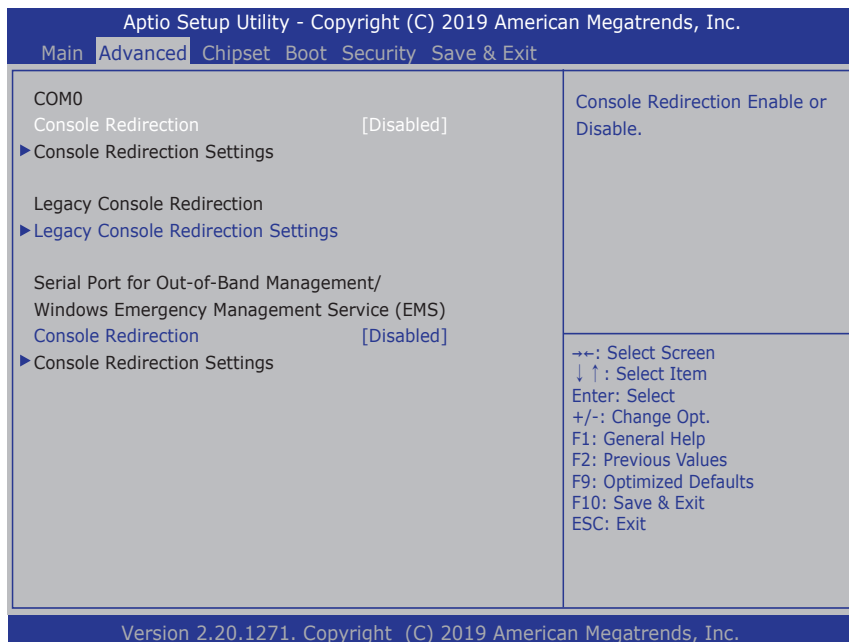 Aptio Setup Utility - Copyright (C) 2019 American Megatrends, Inc.
Main Advanced Chipset Boot Security Save & Exit
COM0
Console Redirection [Disabled]
▶Console Redirection Settings
Legacy Console Redirection
▶Legacy Console Redirection Settings
Serial Port for Out-of-Band Management/
Windows Emergency Management Service (EMS)
Console Redirection [Disabled]
▶Console Redirection Settings
Console Redirection Enable or
Disable.
→←: Select Screen
↓↑: Select Item
Enter: Select
+/-: Change Opt.
F1: General Help
F2: Previous Values
F9: Optimized Defaults
F10: Save & Exit
ESC: Exit
Version 2.20.1271. Copyright (C) 2019 American Megatrends, Inc.